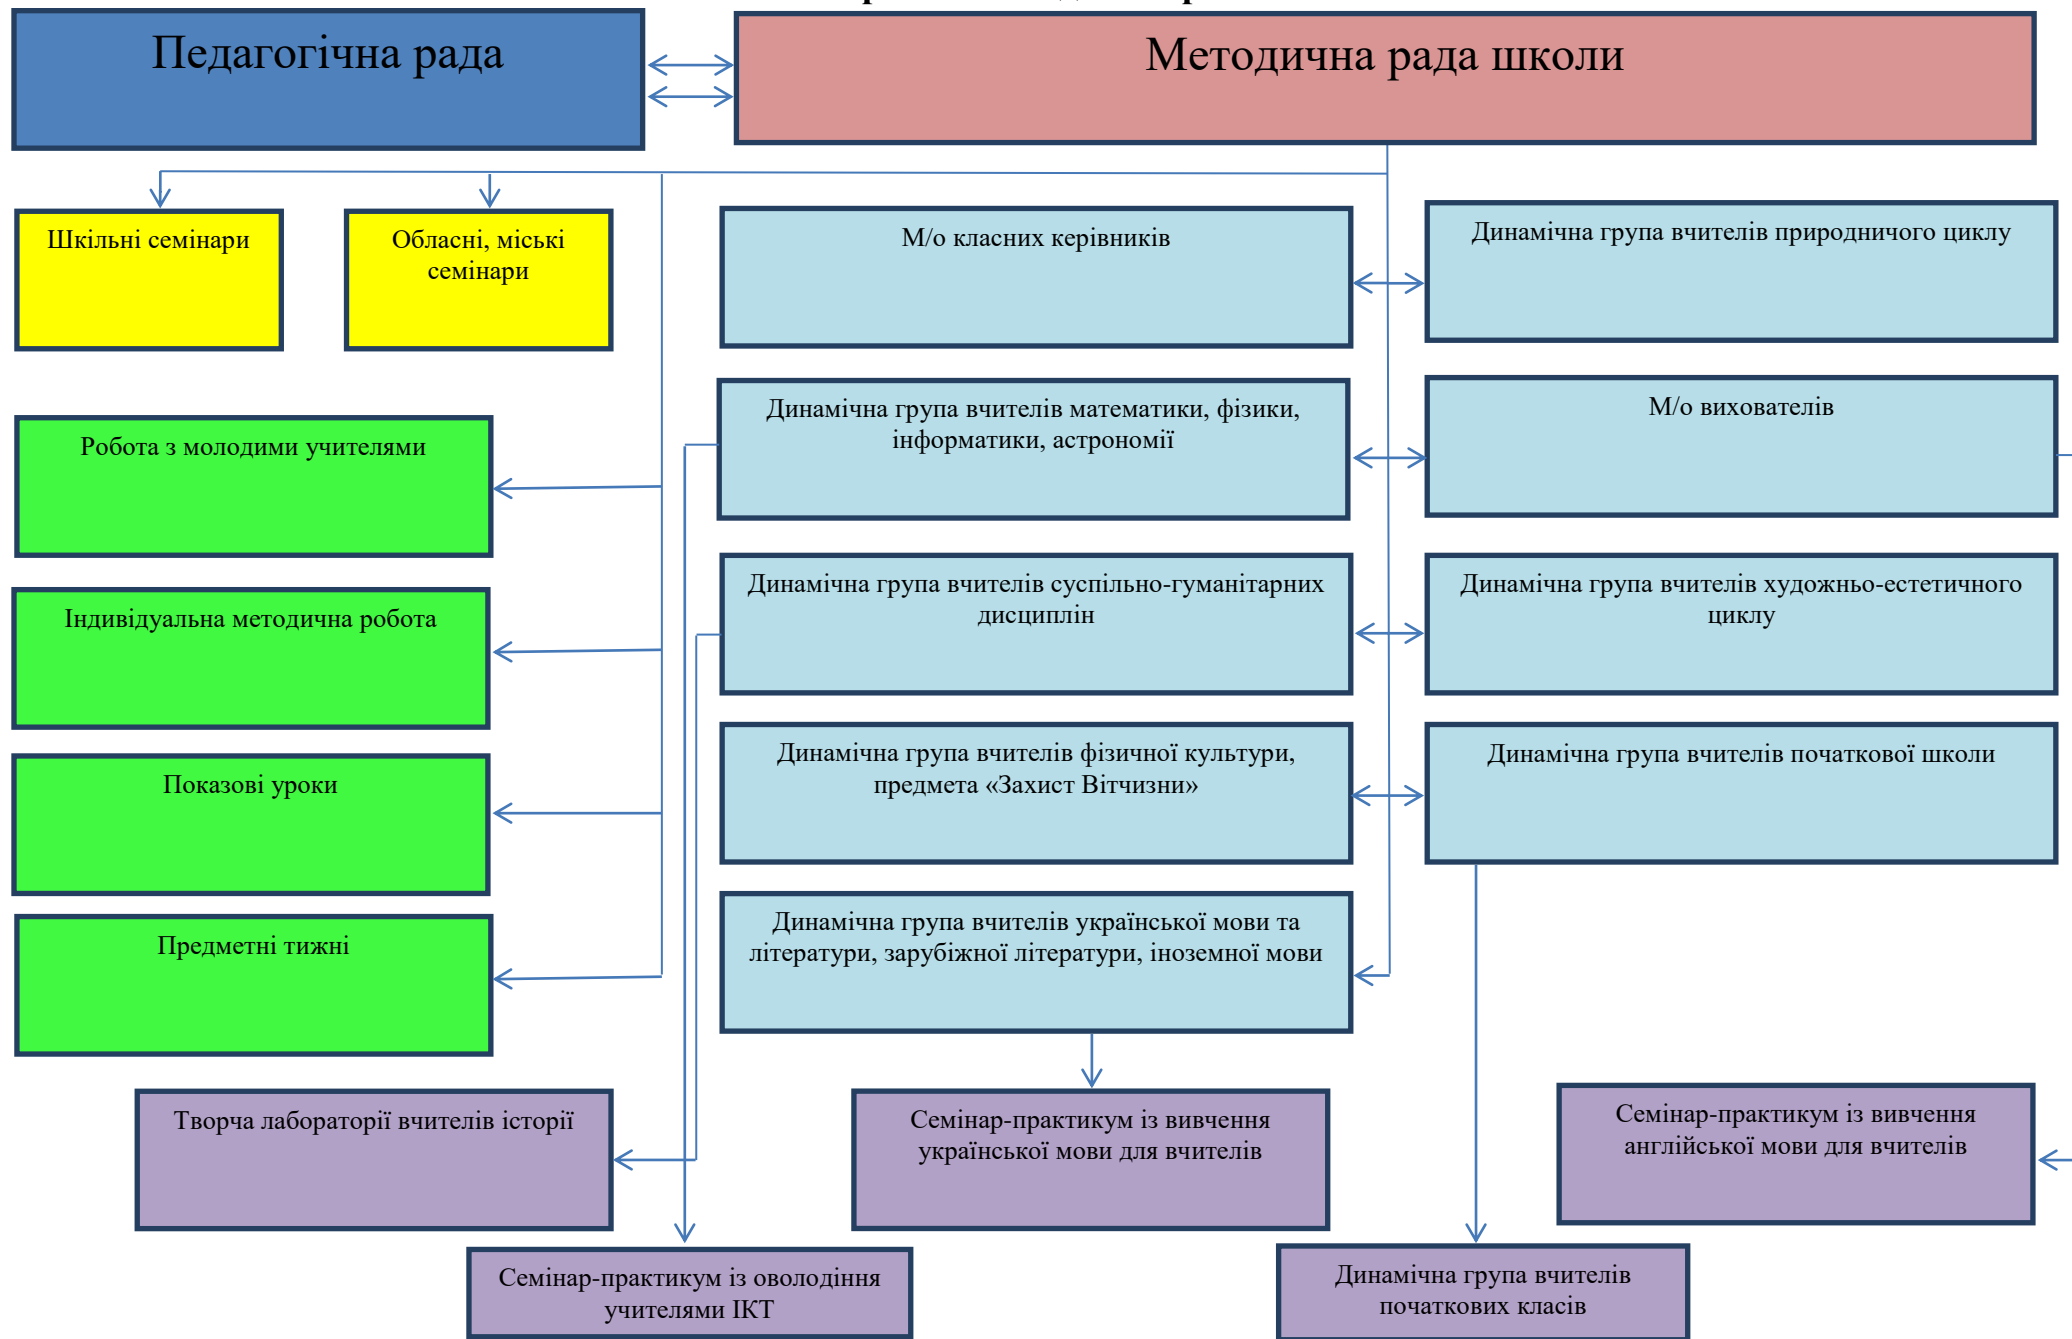 Педагогічна рада
Методична рада школи
Шкільні семінари
Обласні, міські
семінари
М/о класних керівників
Динамічна група вчителів природничого циклу
Динамічна група вчителів математики, фізики,
інформатики, астрономії
М/о вихователів
Робота з молодими учителями
Динамічна група вчителів суспільно-гуманітарних
дисциплін
Динамічна група вчителів художньо-естетичного
циклу
Індивідуальна методична робота
Динамічна група вчителів фізичної культури,
предмета «Захист Вітчизни»
Динамічна група вчителів початкової школи
Показові уроки
Динамічна група вчителів української мови та
літератури, зарубіжної літератури, іноземної мови
Предметні тижні
Творча лабораторії вчителів історії
Семінар-практикум із вивчення
української мови для вчителів
Семінар-практикум із вивчення
англійської мови для вчителів
Семінар-практикум із оволодіння
учителями ІКТ
Динамічна група вчителів
початкових класів